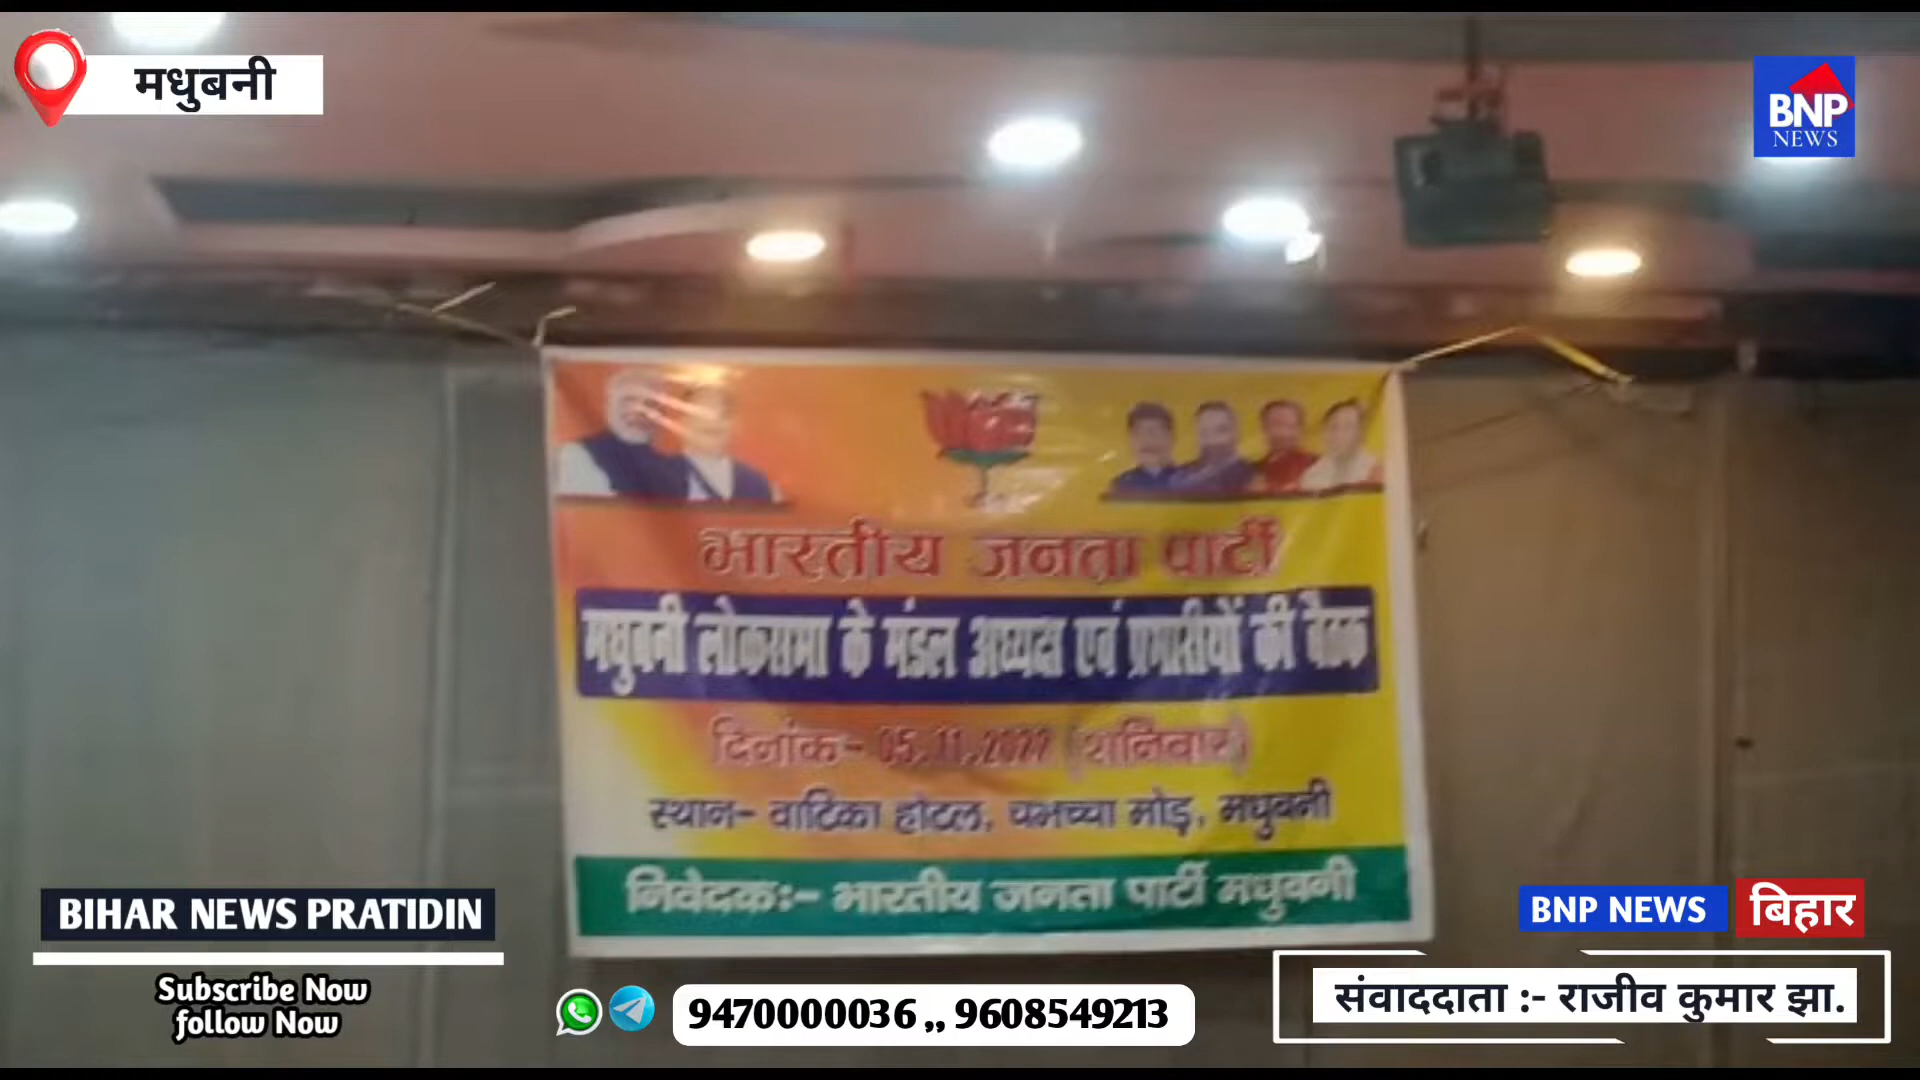 मधुबनी
BNP
NEWS
भारतीय जनता पार्टी
मधुबनी लोकसभा के मंडल अध्यक्ष एवं प्रभारीयों की बैठक
दिनांक- 05.11.2022 (शनिवार)
स्थान- वाटिका होटल, चभच्चा मोड़, मधुबनी
निवेदक:- भारतीय जनता पार्टी मधुबनी
BIHAR NEWS PRATIDIN
Subscribe Now
follow Now
9470000036 ,, 9608549213
BNP NEWS बिहार
संवाददाता :- राजीव कुमार झा.